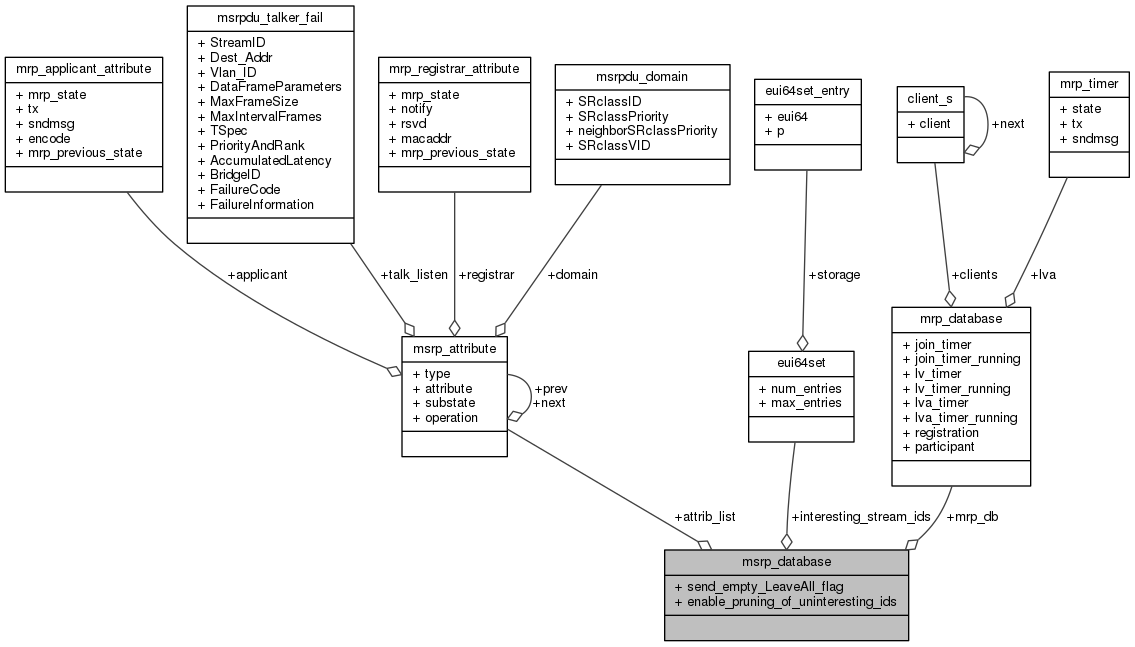 msrpdu_talker_fail
+ StreamID
+ Dest_Addr
+ Vlan_ID
+ DataFrameParameters
+ MaxFrameSize
+ MaxIntervalFrames
+ TSpec
+ PriorityAndRank
+ AccumulatedLatency
+ BridgeID
+ FailureCode
+ FailureInformation
mrp_applicant_attribute
+ mrp_state
+ tx
+ sndmsg
+ encode
+ mrp_previous_state
mrp_registrar_attribute
+ mrp_state
+ notify
+ rsvd
+ macaddr
+ mrp_previous_state
msrpdu_domain
+ SRclassID
+ SRclassPriority
+ neighborSRclassPriority
+ SRclassVID
eui64set_entry
+ eui64
+ p
client_s
+ client
+next
mrp_timer
+ state
+ tx
+ sndmsg
+applicant
+talk_listen
+registrar
+domain
+storage
+clients
+lva
msrp_attribute
+ type
+ attribute
+ substate
+ operation
+prev
+next
eui64set
+ num_entries
+ max_entries
mrp_database
+ join_timer
+ join_timer_running
+ lv_timer
+ lv_timer_running
+ lva_timer
+ lva_timer_running
+ registration
+ participant
+attrib_list
+interesting_stream_ids
+mrp_db
msrp_database
+ send_empty_LeaveAll_flag
+ enable_pruning_of_uninteresting_ids